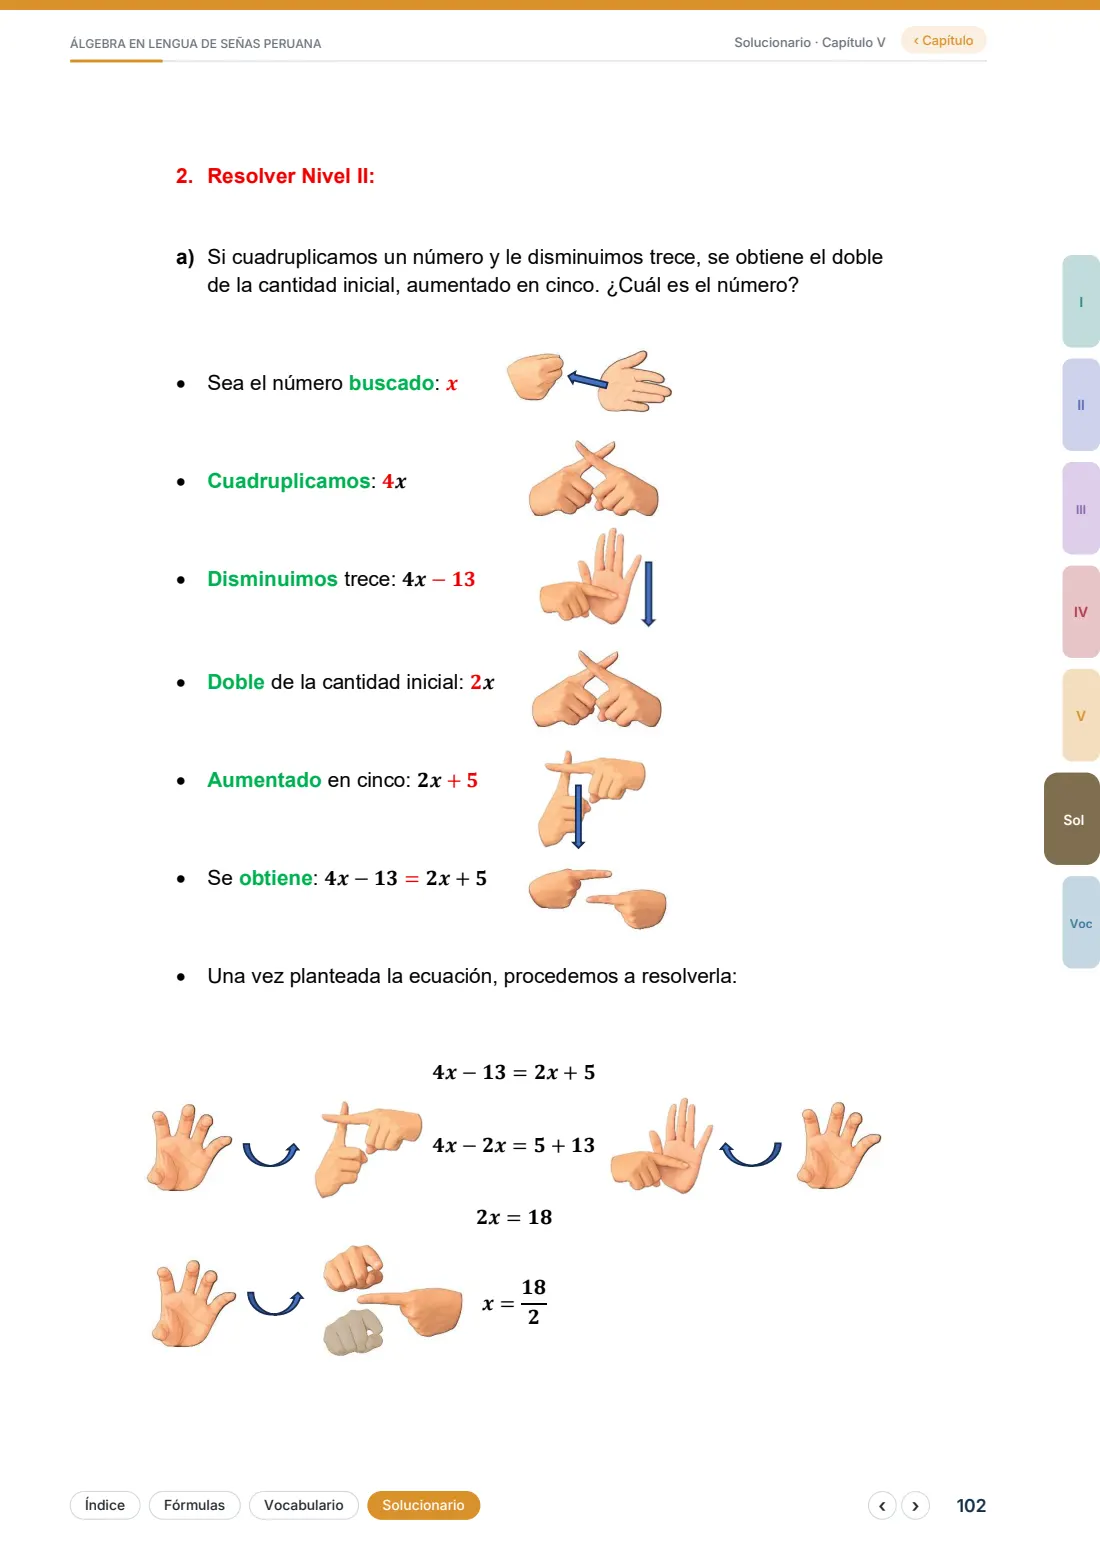 ÁLGEBRA EN LENGUA DE SEÑAS PERUANA
Solucionario · Capítulo V
‹ Capítulo
2. Resolver Nivel II:
a) Si cuadruplicamos un número y le disminuimos trece, se obtiene el doble
de la cantidad inicial, aumentado en cinco. ¿Cuál es el número?
• Sea el número buscado: x
• Cuadruplicamos: 4x
• Disminuimos trece: 4x − 13
• Doble de la cantidad inicial: 2x
• Aumentado en cinco: 2x + 5
• Se obtiene: 4x − 13 = 2x + 5
• Una vez planteada la ecuación, procedemos a resolverla:
4x − 13 = 2x + 5
4x − 2x = 5 + 13
2x = 18
x = 18/2
I
II
III
IV
V
Sol
Voc
Índice
Fórmulas
Vocabulario
Solucionario
‹
›
102